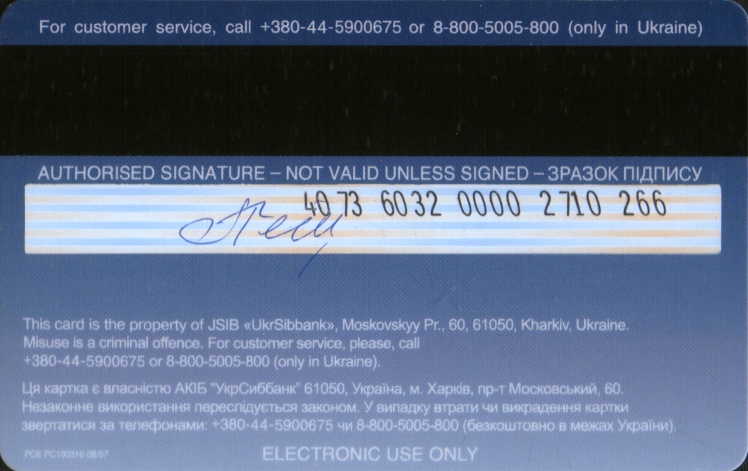 For customer service, call +380-44-5900675 or 8-800-5005-800 (only in Ukraine)
AUTHORISED SIGNATURE – NOT VALID UNLESS SIGNED – ЗРАЗОК ПІДПИСУ
4073 6032 0000 2710 266
This card is the property of JSIB «UkrSibbank», Moskovskyy Pr., 60, 61050, Kharkiv, Ukraine.
Misuse is a criminal offence. For customer service, please, call
+380-44-5900675 or 8-800-5005-800 (only in Ukraine).
Ця картка є власністю АКІБ "УкрСиббанк" 61050, Україна, м. Харків, пр-т Московський, 60.
Незаконне використання переслідується законом. У випадку втрати чи викрадення картки
звертатися за телефонами: +380-44-5900675 чи 8-800-5005-800 (безкоштовно в межах України).
PCE PC100316-08/07
ELECTRONIC USE ONLY